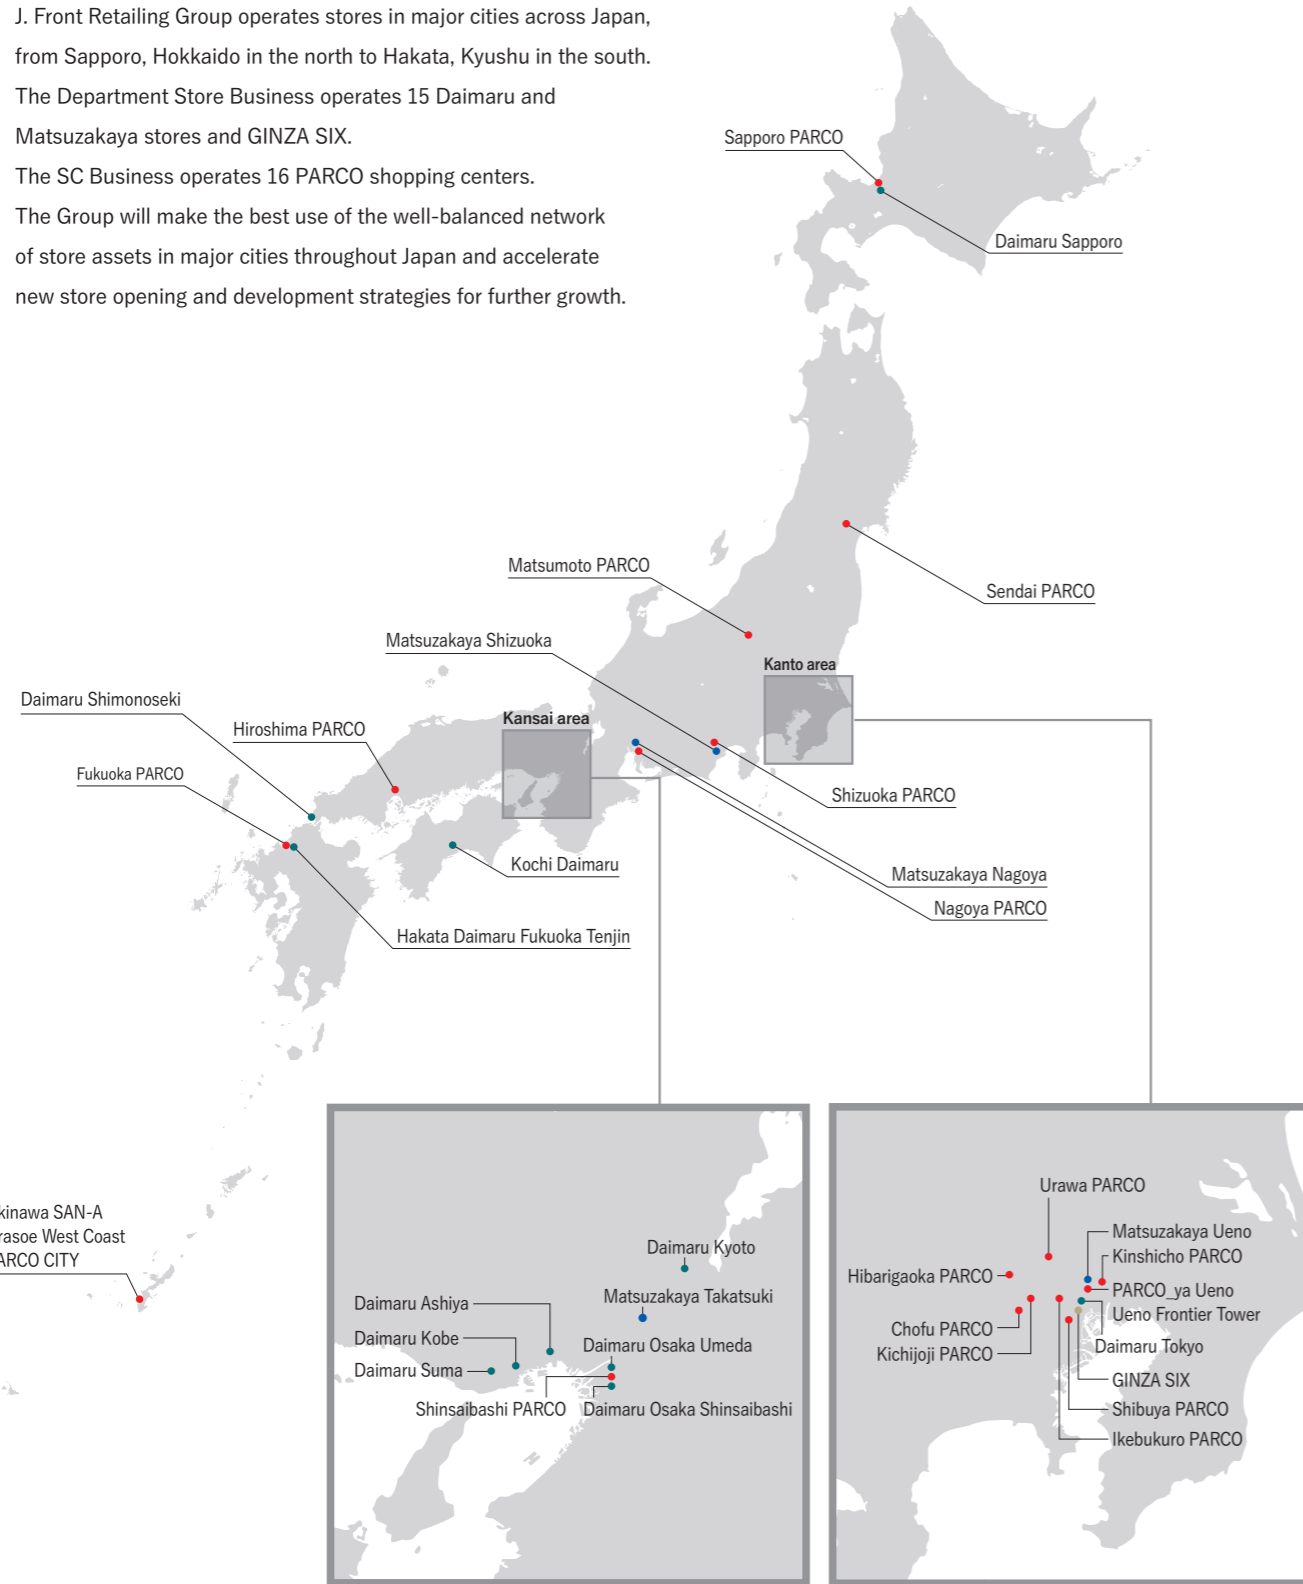 J. Front Retailing Group operates stores in major cities across Japan,
from Sapporo, Hokkaido in the north to Hakata, Kyushu in the south.
The Department Store Business operates 15 Daimaru and
Matsuzakaya stores and GINZA SIX.
The SC Business operates 16 PARCO shopping centers.
The Group will make the best use of the well-balanced network
of store assets in major cities throughout Japan and accelerate
new store opening and development strategies for further growth.
Sapporo PARCO
Daimaru Sapporo
Matsumoto PARCO
Sendai PARCO
Matsuzakaya Shizuoka
Kanto area
Daimaru Shimonoseki
Hiroshima PARCO
Kansai area
Fukuoka PARCO
Shizuoka PARCO
Kochi Daimaru
Matsuzakaya Nagoya
Nagoya PARCO
Hakata Daimaru Fukuoka Tenjin
kinawa SAN-A
rasoe West Coast
ARCO CITY
Daimaru Kyoto
Matsuzakaya Takatsuki
Daimaru Ashiya
Daimaru Kobe
Daimaru Osaka Umeda
Daimaru Suma
Shinsaibashi PARCO
Daimaru Osaka Shinsaibashi
Urawa PARCO
Matsuzakaya Ueno
Kinshicho PARCO
Hibarigaoka PARCO
PARCO_ya Ueno
Ueno Frontier Tower
Chofu PARCO
Daimaru Tokyo
Kichijoji PARCO
GINZA SIX
Shibuya PARCO
Ikebukuro PARCO